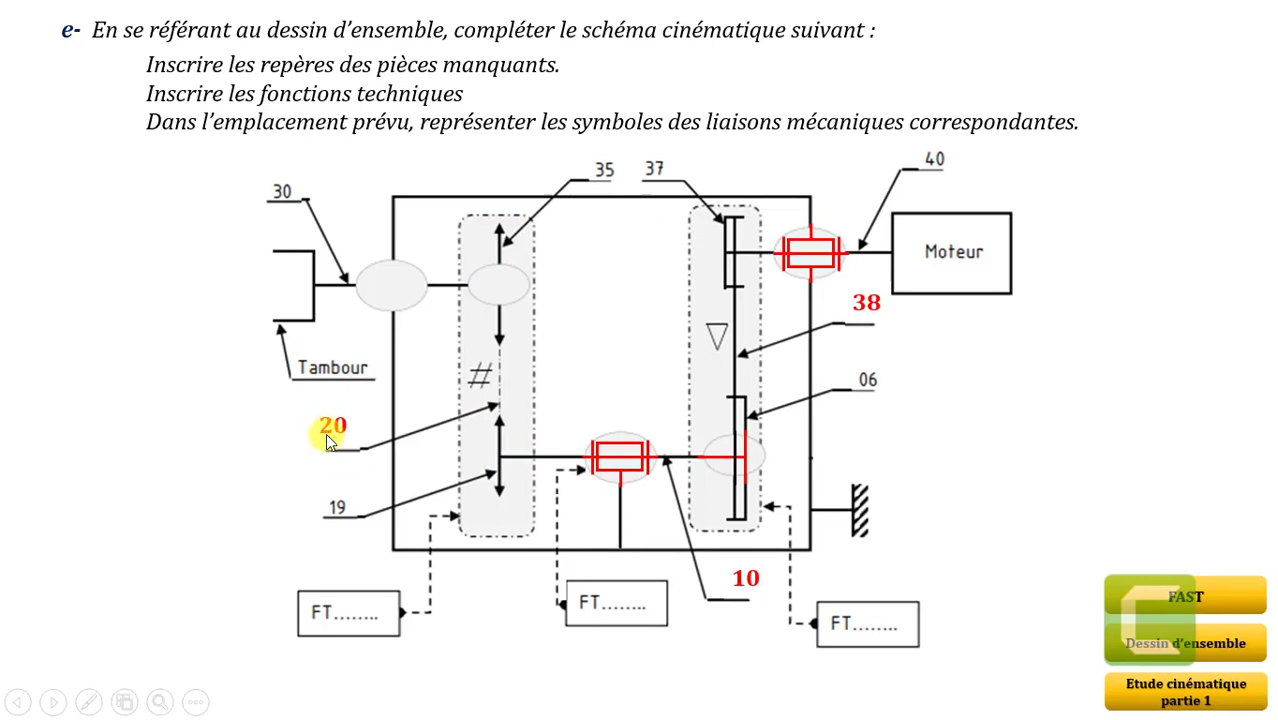 e- En se référant au dessin d’ensemble, compléter le schéma cinématique suivant :
Inscrire les repères des pièces manquants.
Inscrire les fonctions techniques
Dans l’emplacement prévu, représenter les symboles des liaisons mécaniques correspondantes.
35
37
40
30
Moteur
38
Tambour
#
06
20
19
10
FT........
FT........
FT........
FAST
Dessin d’ensemble
Etude cinématique
partie 1